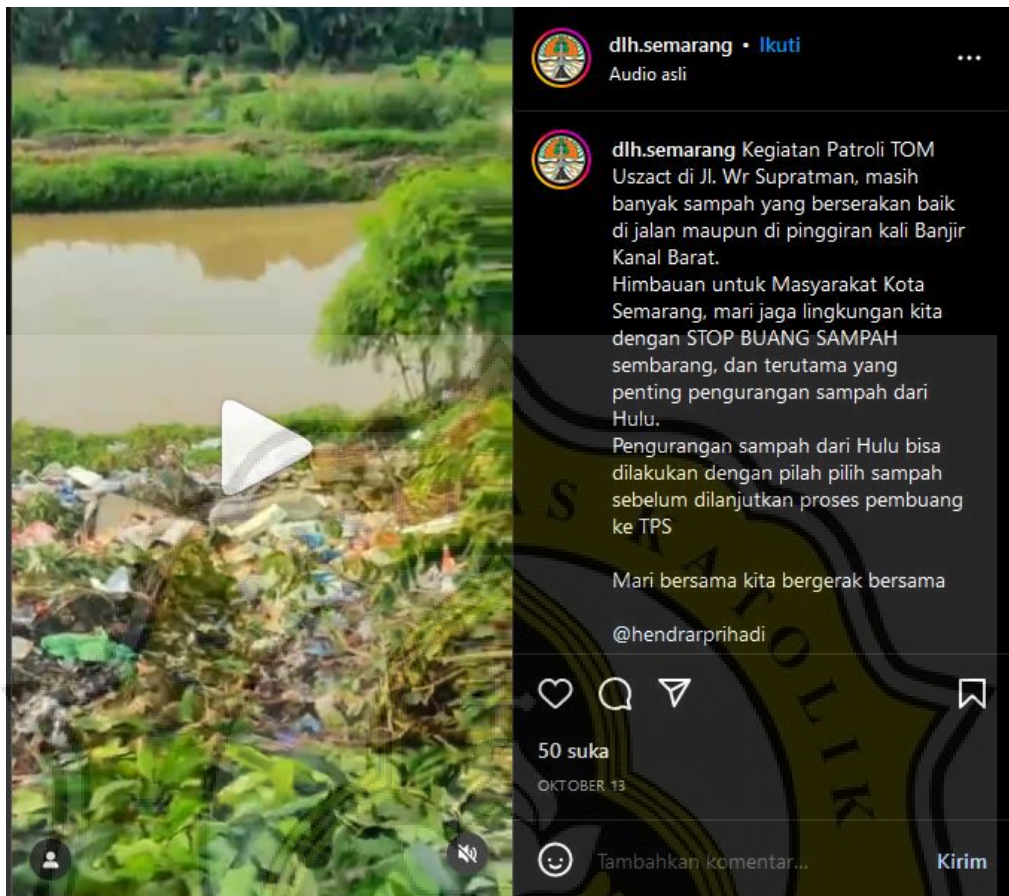 dlh.semarang • Ikuti
Audio asli
dlh.semarang Kegiatan Patroli TOM
Uszact di Jl. Wr Supratman, masih
banyak sampah yang berserakan baik
di jalan maupun di pinggiran kali Banjir
Kanal Barat.
Himbauan untuk Masyarakat Kota
Semarang, mari jaga lingkungan kita
dengan STOP BUANG SAMPAH
sembarang, dan terutama yang
penting pengurangan sampah dari
Hulu.
Pengurangan sampah dari Hulu bisa
dilakukan dengan pilah pilih sampah
sebelum dilanjutkan proses pembuang
ke TPS
Mari bersama kita bergerak bersama
@hendrarprihadi
50 suka
OKTOBER 13
Tambahkan komentar...
Kirim
AS KATOLIK